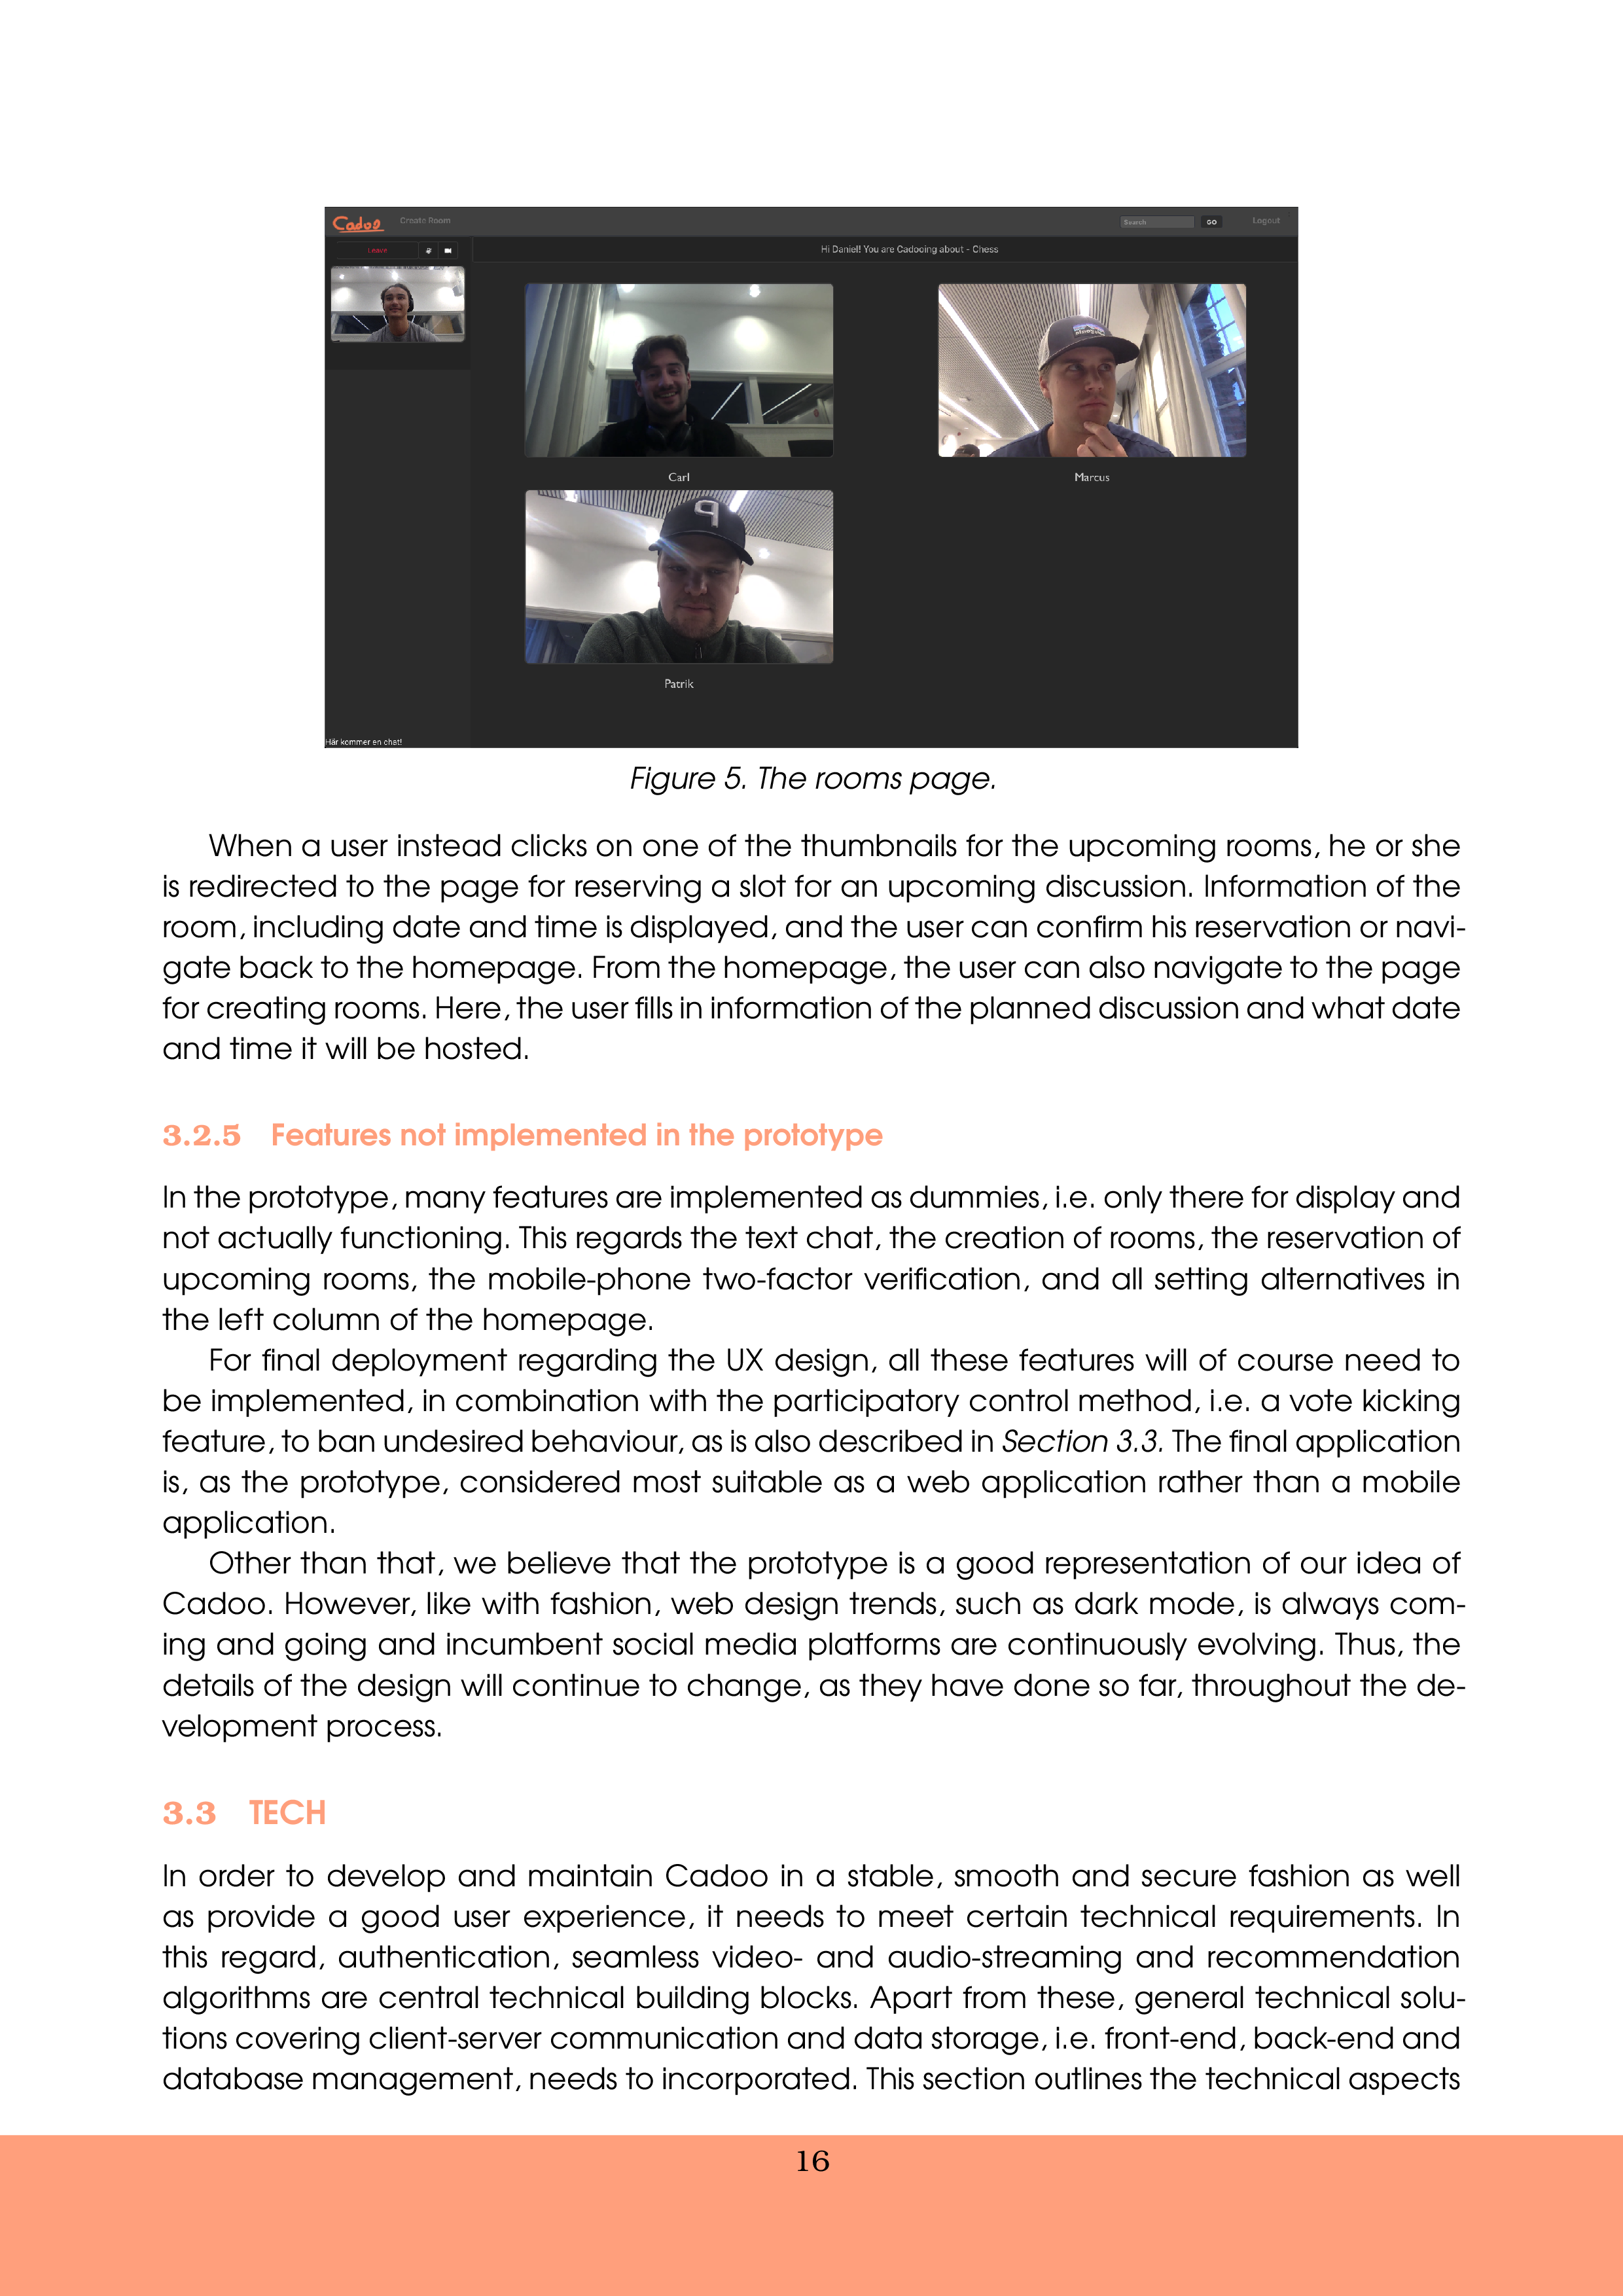 Cadoo Create Room Search GO Logout
Leave Hi Daniel! You are Cadooing about - Chess
Carl Marcus
Patrik
Här kommer en chat!
Figure 5. The rooms page.
When a user instead clicks on one of the thumbnails for the upcoming rooms, he or she
is redirected to the page for reserving a slot for an upcoming discussion. Information of the
room, including date and time is displayed, and the user can confirm his reservation or navi-
gate back to the homepage. From the homepage, the user can also navigate to the page
for creating rooms. Here, the user fills in information of the planned discussion and what date
and time it will be hosted.
3.2.5 Features not implemented in the prototype
In the prototype, many features are implemented as dummies, i.e. only there for display and
not actually functioning. This regards the text chat, the creation of rooms, the reservation of
upcoming rooms, the mobile-phone two-factor verification, and all setting alternatives in
the left column of the homepage.
For final deployment regarding the UX design, all these features will of course need to
be implemented, in combination with the participatory control method, i.e. a vote kicking
feature, to ban undesired behaviour, as is also described in Section 3.3. The final application
is, as the prototype, considered most suitable as a web application rather than a mobile
application.
Other than that, we believe that the prototype is a good representation of our idea of
Cadoo. However, like with fashion, web design trends, such as dark mode, is always com-
ing and going and incumbent social media platforms are continuously evolving. Thus, the
details of the design will continue to change, as they have done so far, throughout the de-
velopment process.
3.3 TECH
In order to develop and maintain Cadoo in a stable, smooth and secure fashion as well
as provide a good user experience, it needs to meet certain technical requirements. In
this regard, authentication, seamless video- and audio-streaming and recommendation
algorithms are central technical building blocks. Apart from these, general technical solu-
tions covering client-server communication and data storage, i.e. front-end, back-end and
database management, needs to incorporated. This section outlines the technical aspects
16